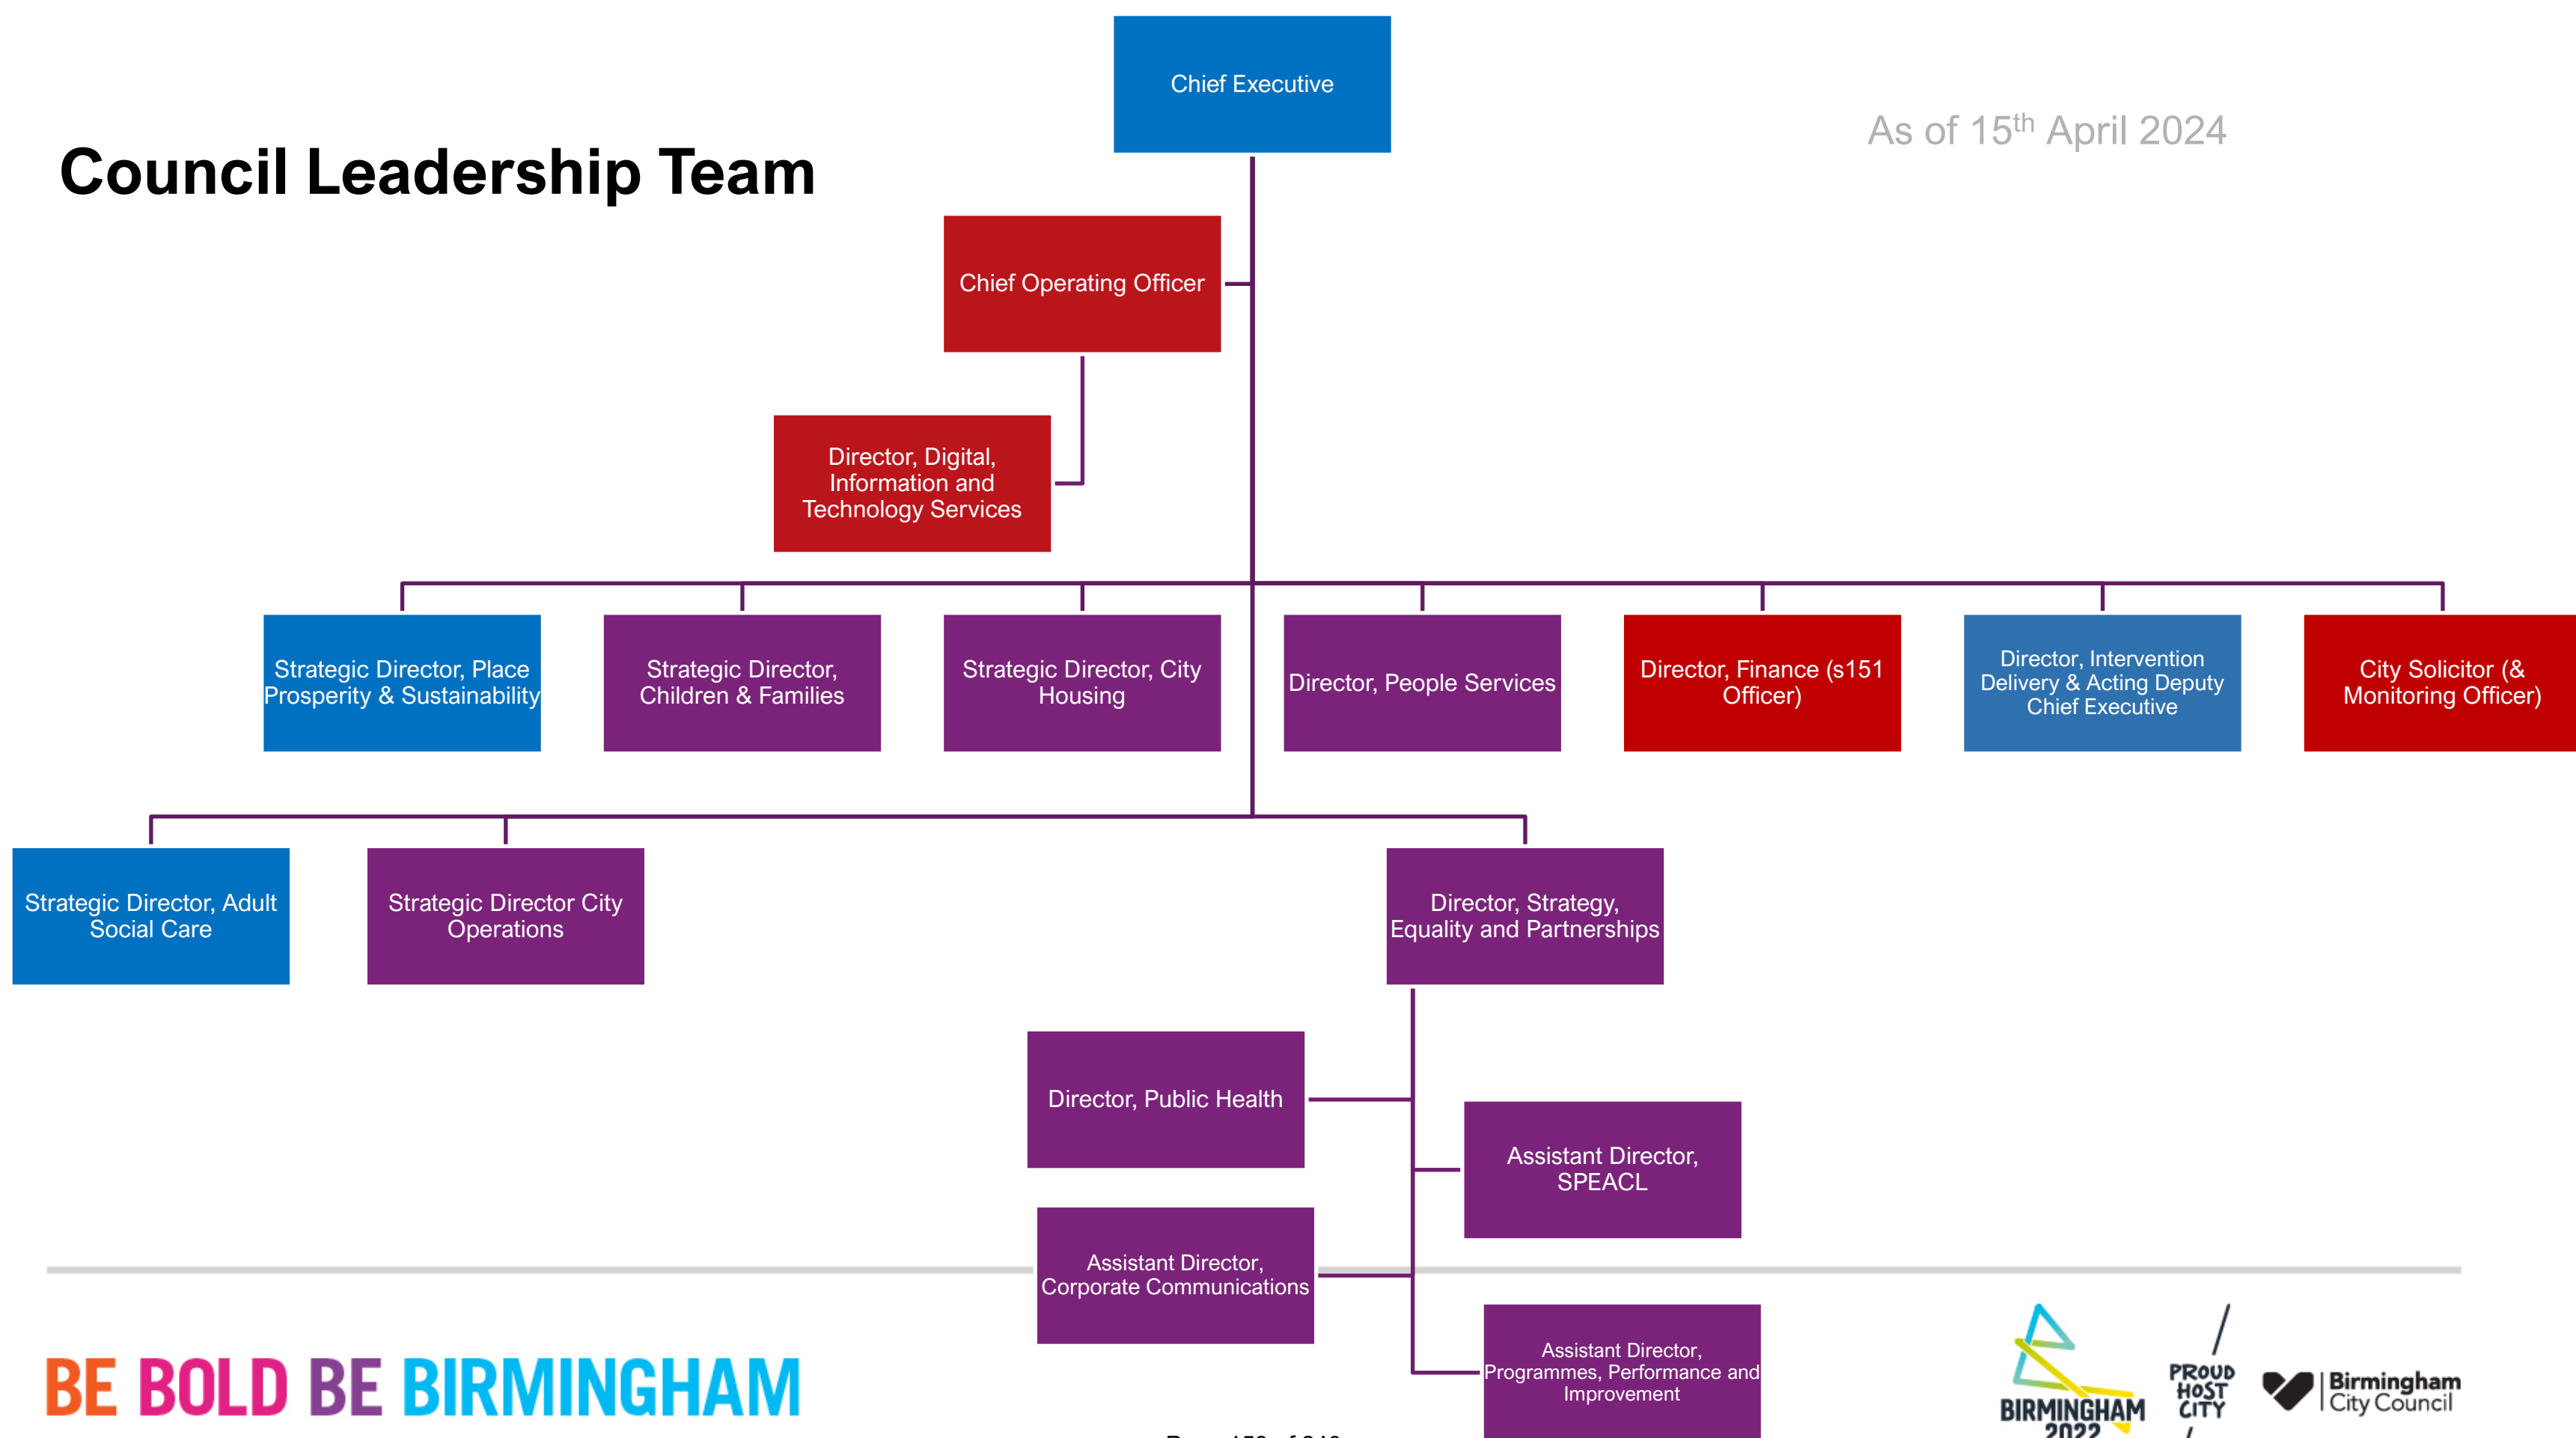 Chief Executive
As of 15th April 2024
Council Leadership Team
Chief Operating Officer
Director, Digital,
Information and
Technology Services
Strategic Director, Place
Prosperity & Sustainability
Strategic Director,
Children & Families
Strategic Director, City
Housing
Director, People Services
Director, Finance (s151
Officer)
Director, Intervention
Delivery & Acting Deputy
Chief Executive
City Solicitor (&
Monitoring Officer)
Strategic Director, Adult
Social Care
Strategic Director City
Operations
Director, Strategy,
Equality and Partnerships
Director, Public Health
Assistant Director,
SPEACL
Assistant Director,
Corporate Communications
Assistant Director,
Programmes, Performance and
Improvement
BE BOLD BE BIRMINGHAM
BIRMINGHAM
2022
PROUD
HOST
CITY
Birmingham
City Council